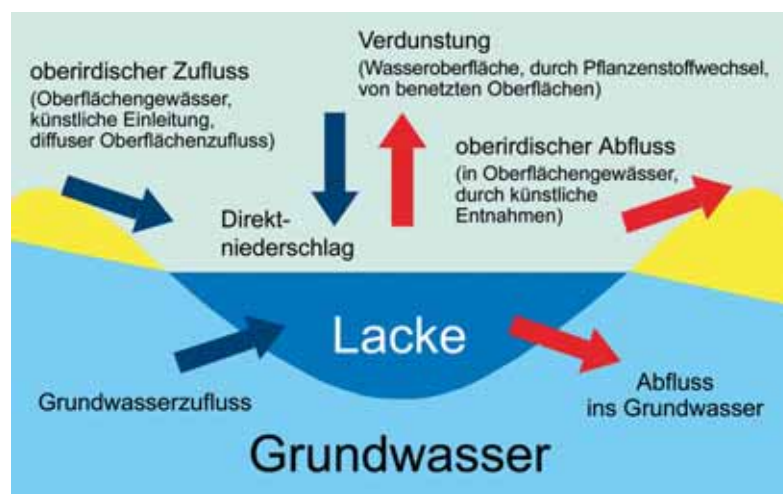 oberirdischer Zufluss
(Oberflächengewässer,
künstliche Einleitung,
diffuser Oberflächenzufluss)
Verdunstung
(Wasseroberfläche, durch Pflanzenstoffwechsel,
von benetzten Oberflächen)
oberirdischer Abfluss
(in Oberflächengewässer,
durch künstliche
Entnahmen)
Direkt-
niederschlag
Lacke
Grundwasserzufluss
Abfluss
ins Grundwasser
Grundwasser